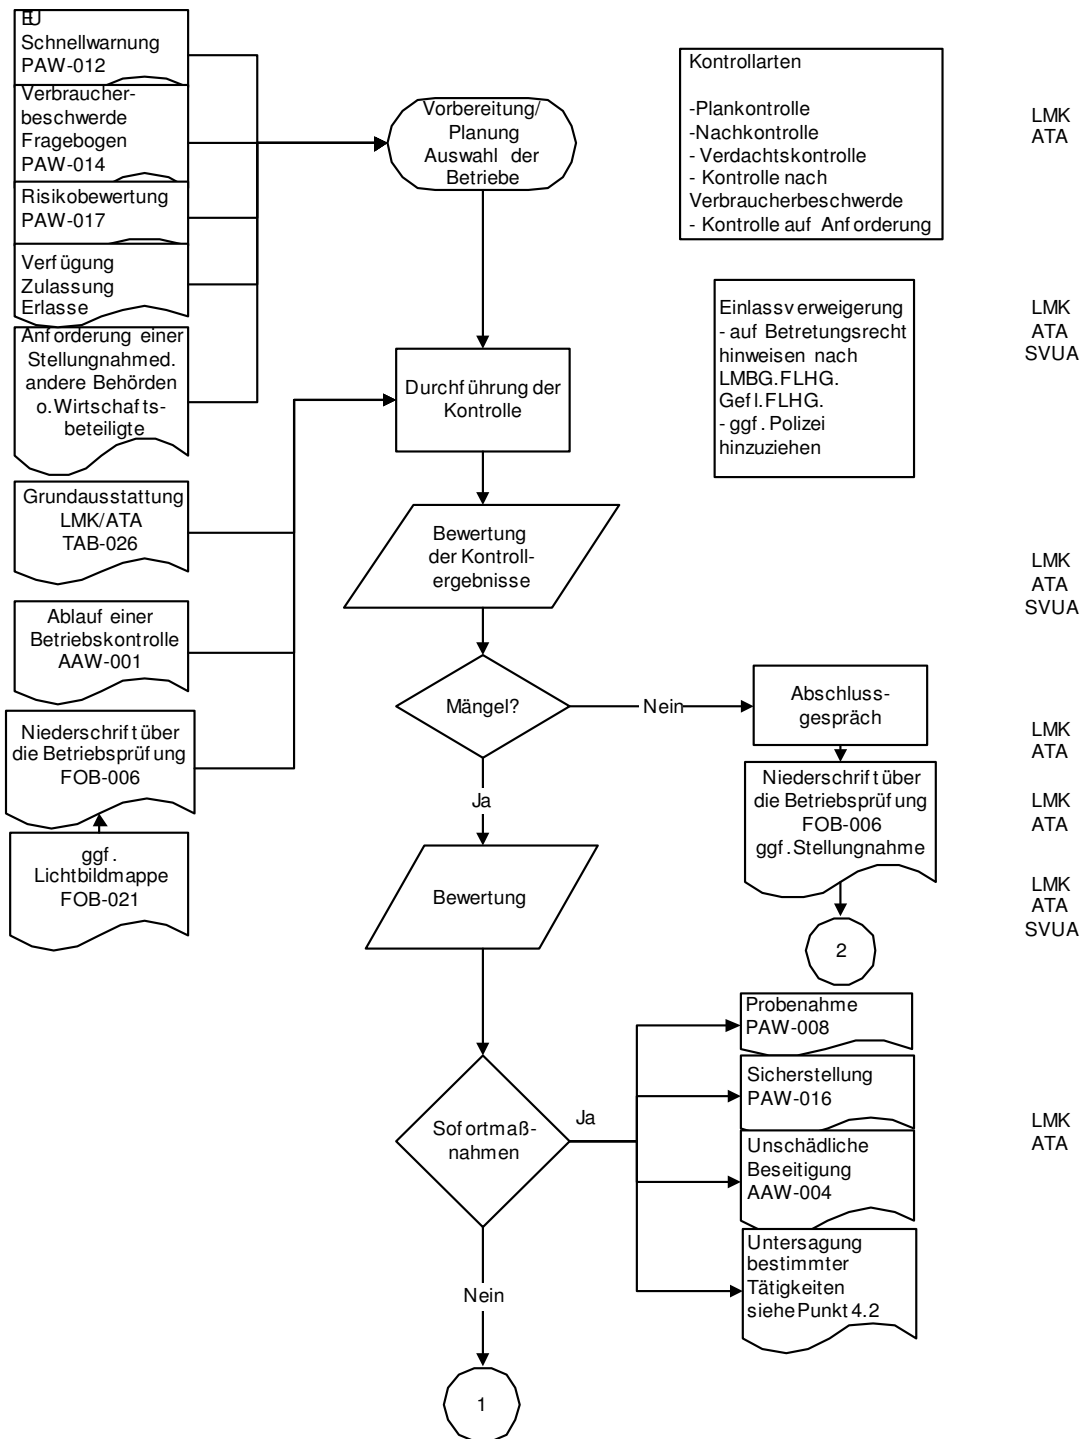 EU
Schnellwarnung
PAW-012
Verbraucher-
beschwerde
Fragebogen
PAW-014
Risikobewertung
PAW-017
Verfügung
Zulassung
Erlasse
Anforderung einer
Stellungnahmed.
andere Behörden
o.Wirtschafts-
beteiligte
Vorbereitung/
Planung
Auswahl der
Betriebe
Kontrollarten
-Plankontrolle
-Nachkontrolle
- Verdachtskontrolle
- Kontrolle nach
Verbraucherbeschwerde
- Kontrolle auf Anforderung
LMK
ATA
Durchführung der
Kontrolle
Einlassverweigerung
- auf Betretungsrecht
hinweisen nach
LMBG.FLHG.
Gefl.FLHG.
- ggf. Polizei
hinzuziehen
LMK
ATA
SVUA
Grundausstattung
LMK/ATA
TAB-026
Ablauf einer
Betriebskontrolle
AAW-001
Niederschrift über
die Betriebsprüfung
FOB-006
ggf.
Lichtbildmappe
FOB-021
Bewertung
der Kontroll-
ergebnisse
LMK
ATA
SVUA
Mängel?
Nein
Abschluss-
gespräch
LMK
ATA
Ja
Niederschrift über
die Betriebsprüfung
FOB-006
ggf.Stellungnahme
LMK
ATA
Bewertung
LMK
ATA
SVUA
2
Sofortmaß-
nahmen
Ja
Probenahme
PAW-008
Sicherstellung
PAW-016
Unschädliche
Beseitigung
AAW-004
Untersagung
bestimmter
Tätigkeiten
siehe Punkt 4.2
LMK
ATA
Nein
1